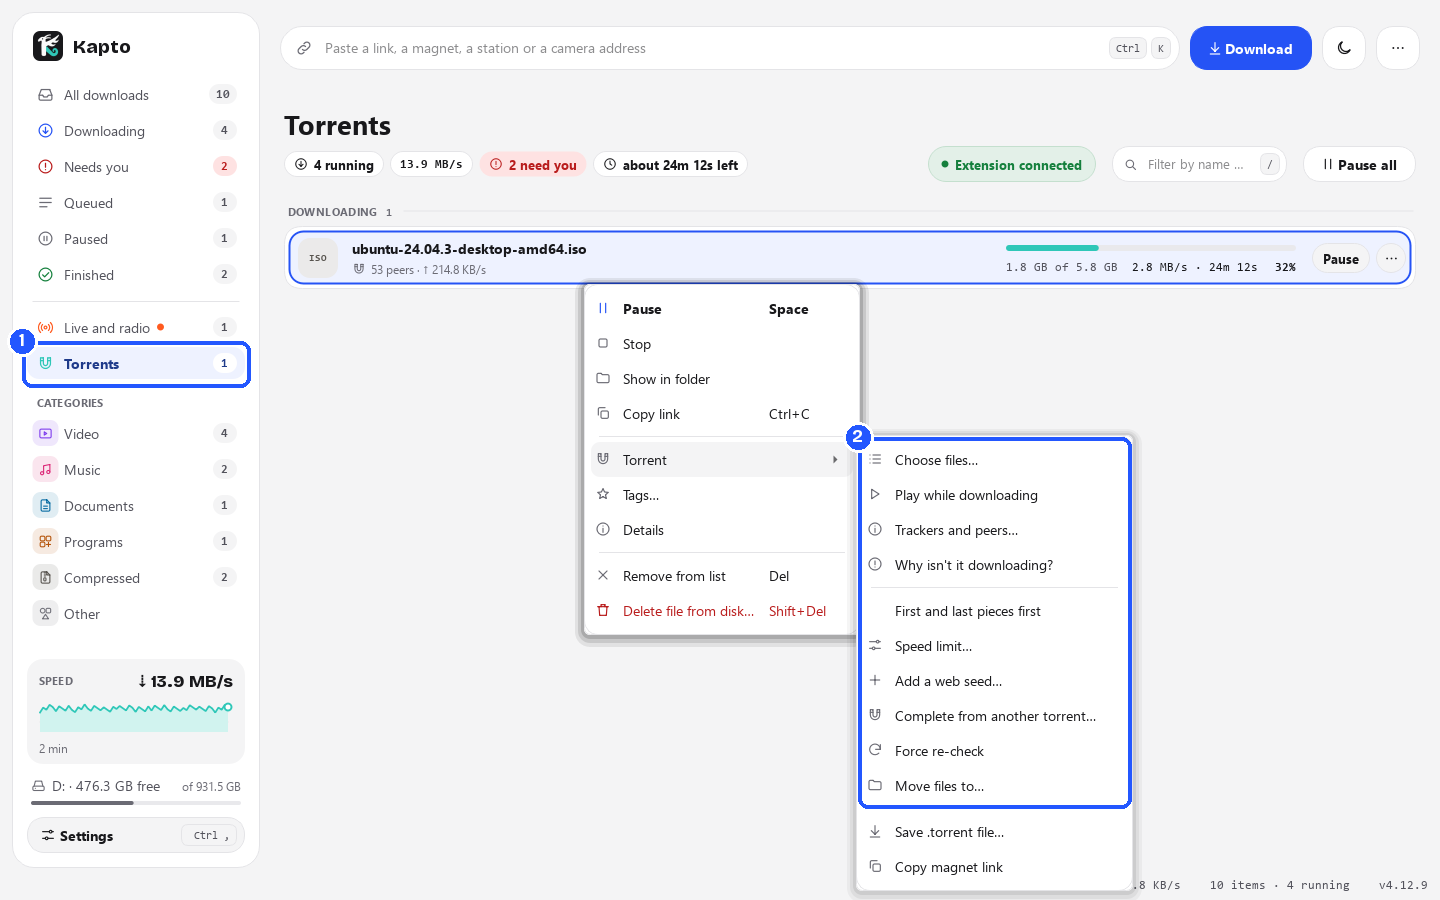 Kapto
All downloads 10
Downloading 4
Needs you 2
Queued 1
Paused 1
Finished 2
Live and radio 1
1
Torrents 1
CATEGORIES
Video 4
Music 2
Documents 1
Programs 1
Compressed 2
Other
SPEED ↓ 13.9 MB/s
2 min
D: · 476.3 GB free of 931.5 GB
Settings Ctrl ,
Paste a link, a magnet, a station or a camera address Ctrl K
Download
···
Torrents
4 running 13.9 MB/s 2 need you about 24m 12s left
Extension connected Filter by name ... / Pause all
DOWNLOADING 1
ISO
ubuntu-24.04.3-desktop-amd64.iso
53 peers · ↑ 214.8 KB/s
1.8 GB of 5.8 GB 2.8 MB/s · 24m 12s 32%
Pause ···
Pause Space
Stop
Show in folder
Copy link Ctrl+C
Torrent
Tags...
Details
Remove from list Del
Delete file from disk... Shift+Del
2
Choose files...
Play while downloading
Trackers and peers...
Why isn't it downloading?
First and last pieces first
Speed limit...
Add a web seed...
Complete from another torrent...
Force re-check
Move files to...
Save .torrent file...
Copy magnet link
.8 KB/s 10 items · 4 running v4.12.9